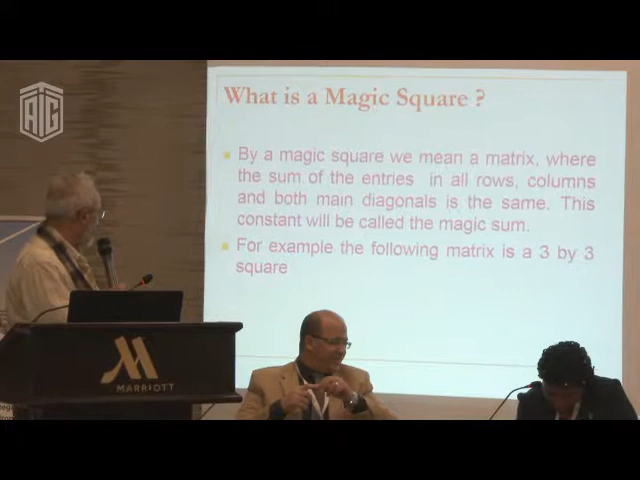 AIG
What is a Magic Square ?
By a magic square we mean a matrix, where
the sum of the entries in all rows, columns
and both main diagonals is the same. This
constant will be called the magic sum.
For example the following matrix is a 3 by 3
square
MARRIOTT